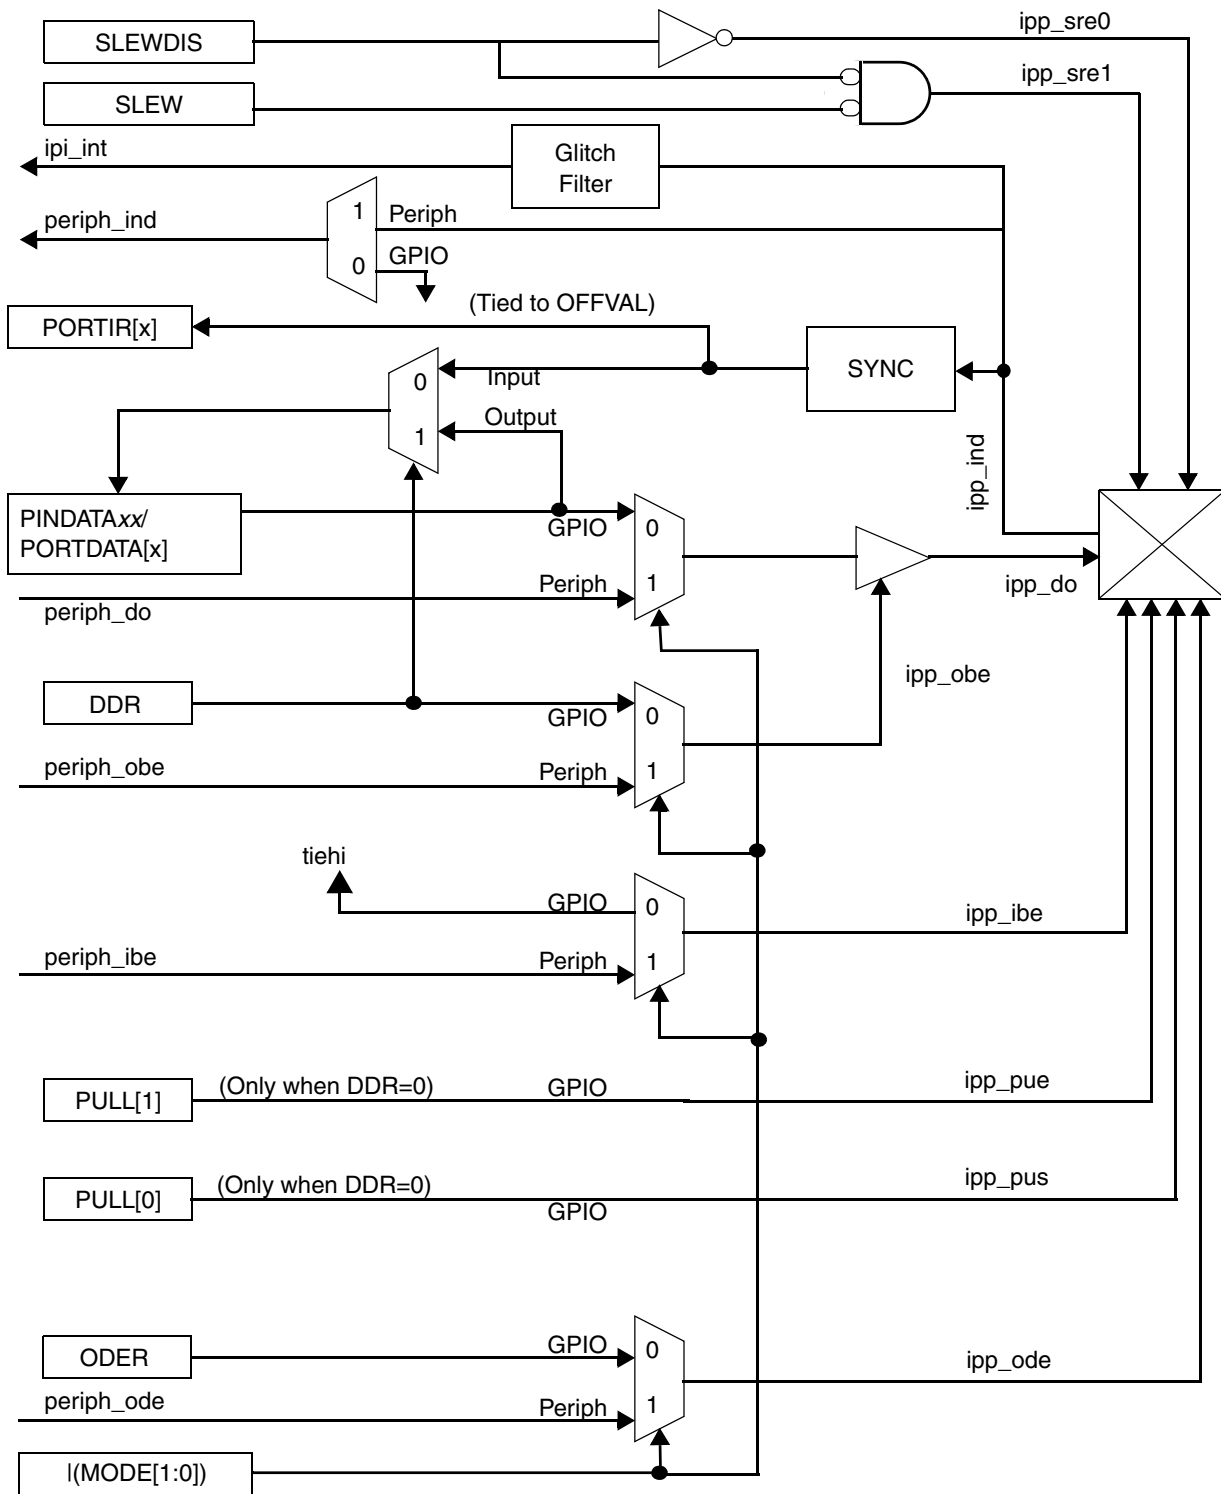 SLEWDIS
ipp_sre0
ipp_sre1
SLEW
ipi_int
Glitch
Filter
periph_ind
1
Periph
0
GPIO
(Tied to OFFVAL)
PORTIR[x]
0
Input
SYNC
Output
1
ipp_ind
PINDATAxx/
PORTDATA[x]
GPIO
0
Periph
1
ipp_do
periph_do
ipp_obe
DDR
GPIO
0
periph_obe
Periph
1
tiehi
GPIO
0
ipp_ibe
periph_ibe
Periph
1
PULL[1]
(Only when DDR=0)
GPIO
ipp_pue
PULL[0]
(Only when DDR=0)
GPIO
ipp_pus
ODER
GPIO
0
ipp_ode
periph_ode
Periph
1
|(MODE[1:0])